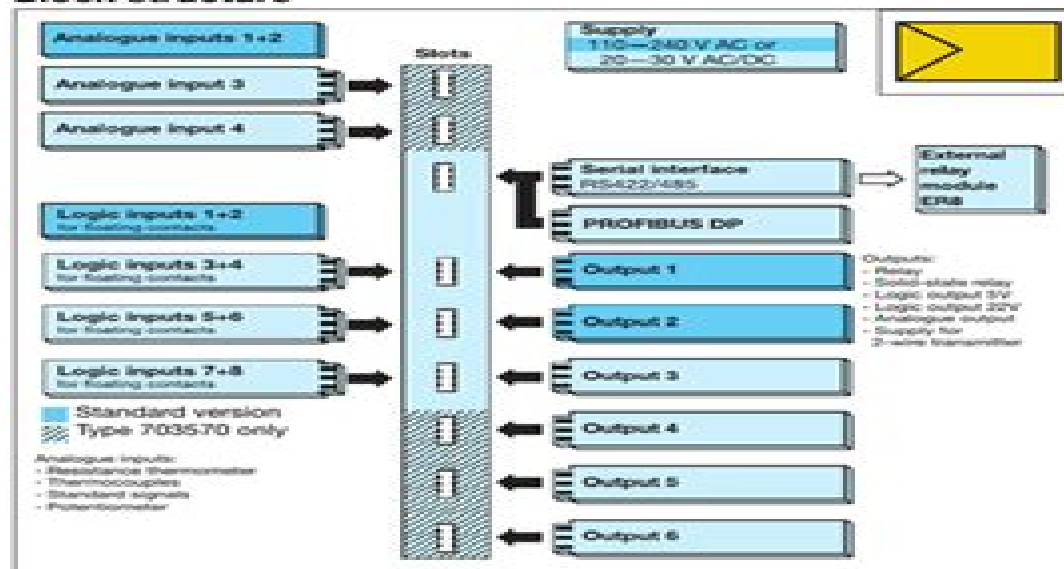 Block structure
Analogue inputs 1+2
Analogue input 3
Analogue input 4
Logic inputs 1+2
for floating contacts
Logic inputs 3+4
for floating contacts
Logic inputs 5+6
for floating contacts
Logic inputs 7+8
for floating contacts
Standard version
Type 703570 only
Analogue inputs:
- Resistance thermometer
- Thermocouples
- Standard signals
- Potentiometer
Slots
Supply
110—240 V AC or
20—30 V AC/DC
Serial interface
RS422/485
PROFIBUS DP
Output 1
Output 2
Output 3
Output 4
Output 5
Output 6
External
relay
module
ER8
Outputs:
- Relay
- Solid-state relay
- Logic output 5V
- Logic output 22V
- Analogue output
- Supply for
2-wire transmitter